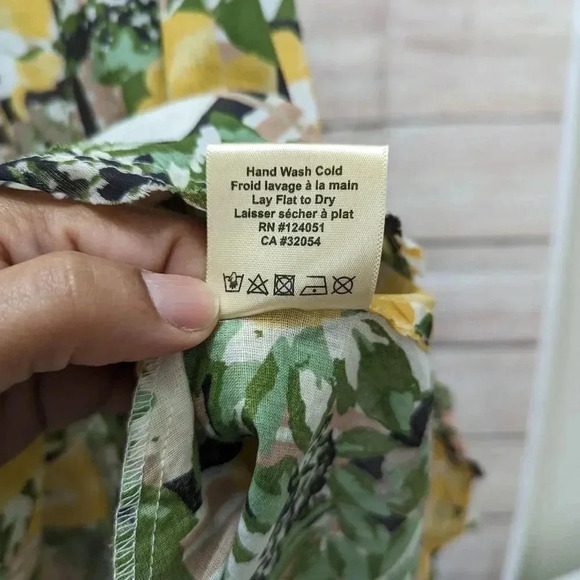 Hand Wash Cold
Froid lavage à la main
Lay Flat to Dry
Laisser sécher à plat
RN #124051
CA #32054